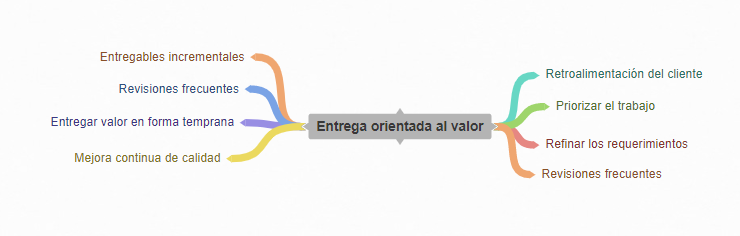 Entregables incrementales
Revisiones frecuentes
Entregar valor en forma temprana
Mejora continua de calidad
Entrega orientada al valor
Retroalimentación del cliente
Priorizar el trabajo
Refinar los requerimientos
Revisiones frecuentes